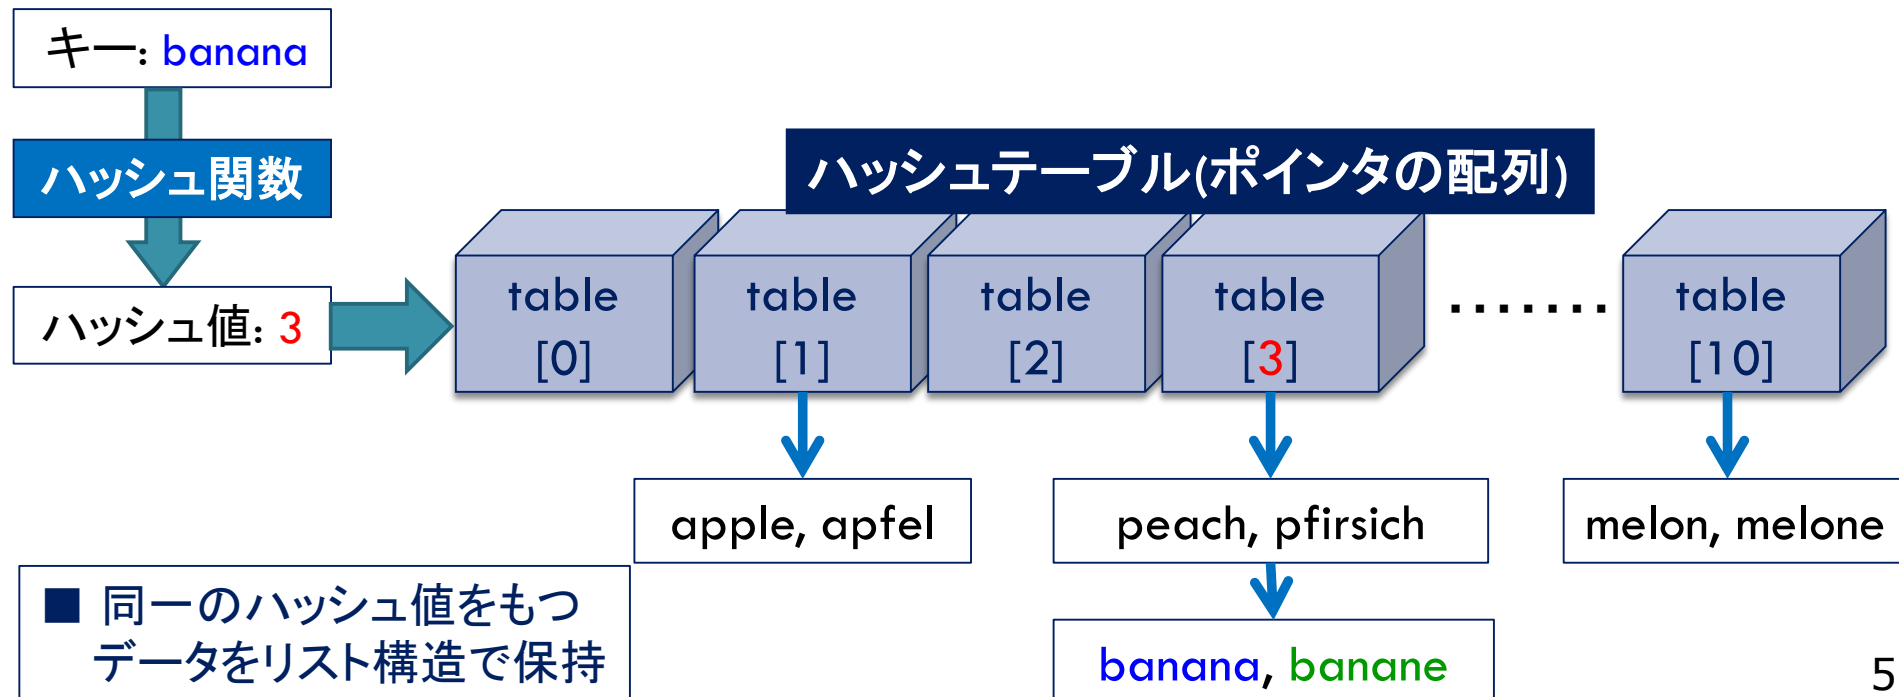 キー: banana
ハッシュ関数
ハッシュ値: 3
ハッシュテーブル(ポインタの配列)
table
[0]
table
[1]
table
[2]
table
[3]
.......
table
[10]
apple, apfel
peach, pfirsich
melon, melone
banana, banane
■ 同一のハッシュ値をもつ
データをリスト構造で保持
5